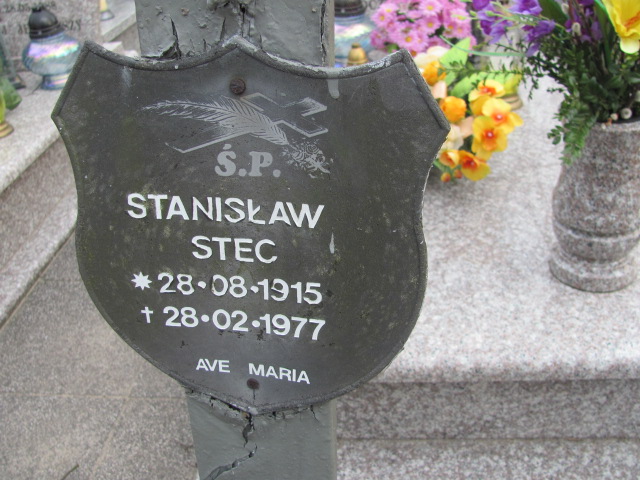 Ś.P.
STANISŁAW
STEC
* 28•08•1915
† 28•02•1977
AVE MARIA